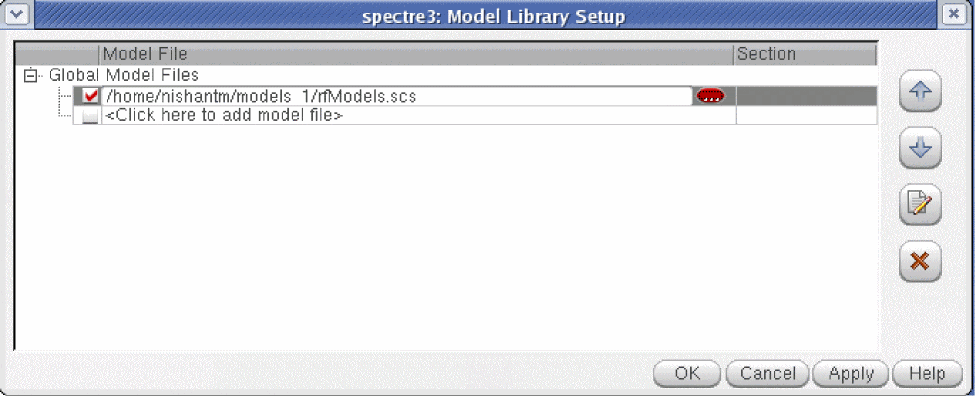 spectre3: Model Library Setup
Model File Section
Global Model Files
/home/nishantm/models_1/rfModels.scs ...
<Click here to add model file>
OK Cancel Apply Help